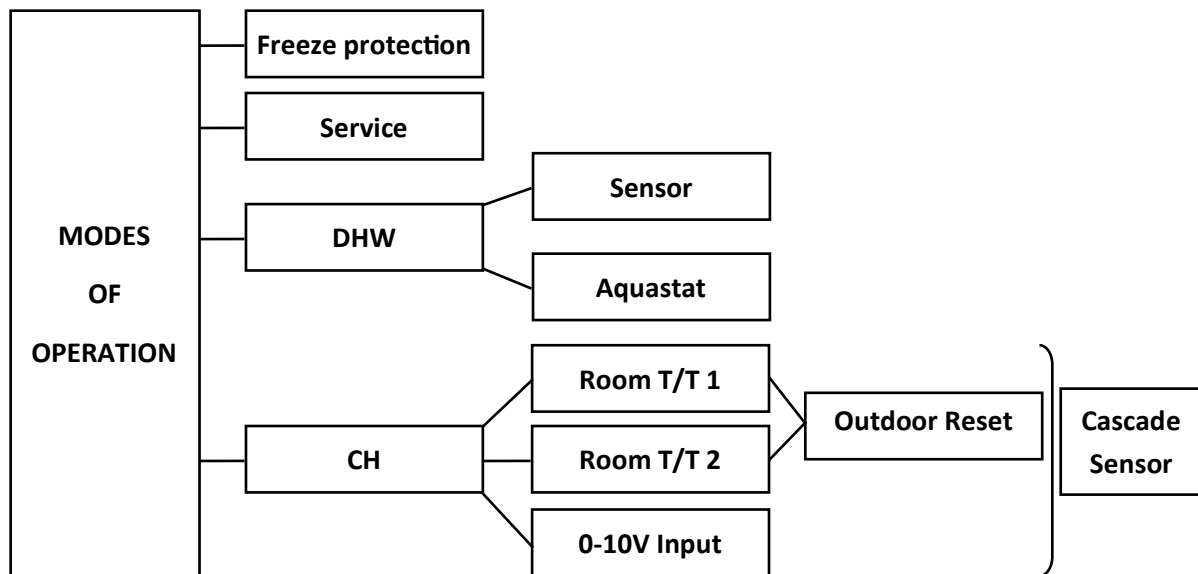 Freeze protection
Service
MODES
OF
OPERATION
DHW
Sensor
Aquastat
CH
Room T/T 1
Room T/T 2
0-10V Input
Outdoor Reset
Cascade
Sensor